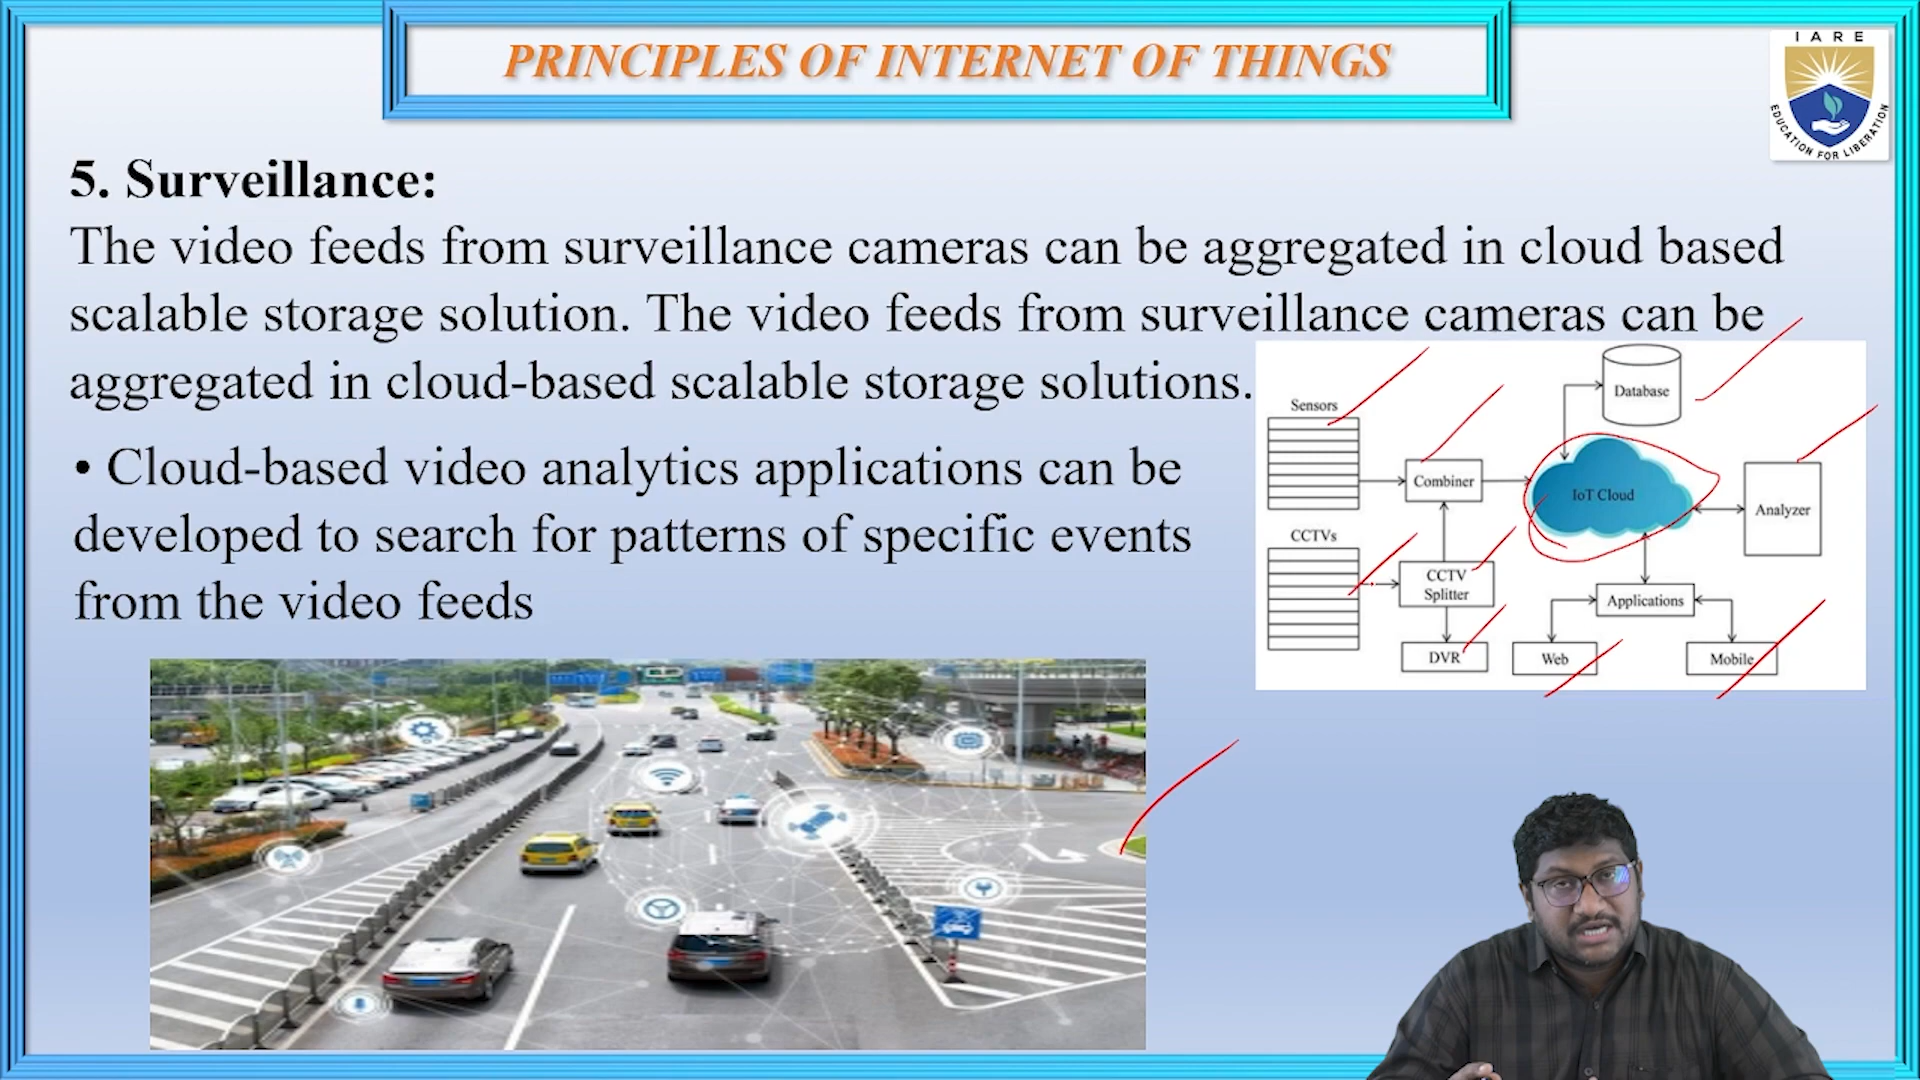 PRINCIPLES OF INTERNET OF THINGS
IARE
EDUCATION FOR LIBERATION
5. Surveillance:
The video feeds from surveillance cameras can be aggregated in cloud based
scalable storage solution. The video feeds from surveillance cameras can be
aggregated in cloud-based scalable storage solutions.
• Cloud-based video analytics applications can be
developed to search for patterns of specific events
from the video feeds
Database
Sensors
Combiner
IoT Cloud
Analyzer
CCTVs
CCTV
Splitter
Applications
DVR
Web
Mobile